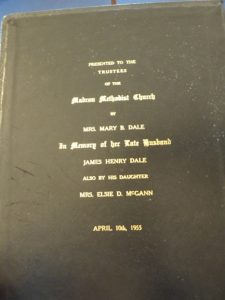 PRESENTED TO THE
TRUSTEES
OF THE
Madron Methodist Church
BY
MRS. MARY B. DALE
In Memory of her Late Husband
JAMES HENRY DALE
ALSO BY HIS DAUGHTER
MRS. ELSIE D. McGANN
APRIL 10th, 1955